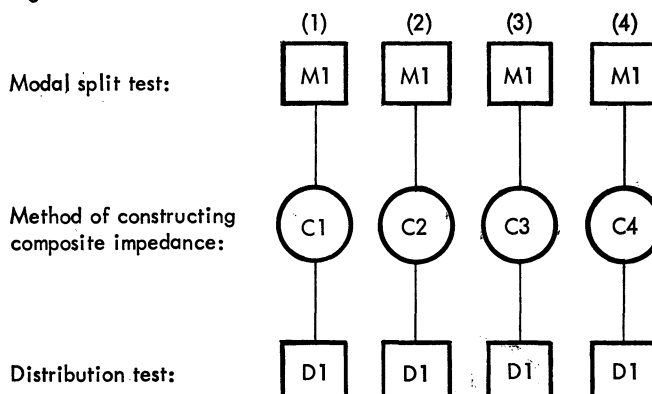 (1) (2) (3) (4)
Modal split test: M1 M1 M1 M1
Method of constructing
composite impedance: C1 C2 C3 C4
Distribution test: D1 D1 D1 D1